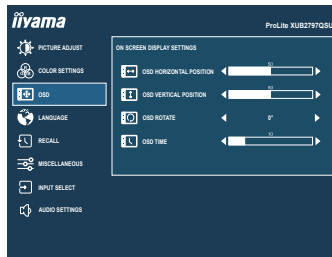 iiyama
ProLite XUB2797QSU
PICTURE ADJUST
COLOR SETTINGS
OSD
LANGUAGE
RECALL
MISCELLANEOUS
INPUT SELECT
AUDIO SETTINGS
ON SCREEN DISPLAY SETTINGS
OSD HORIZONTAL POSITION
50
OSD VERTICAL POSITION
50
OSD ROTATE
0°
OSD TIME
10